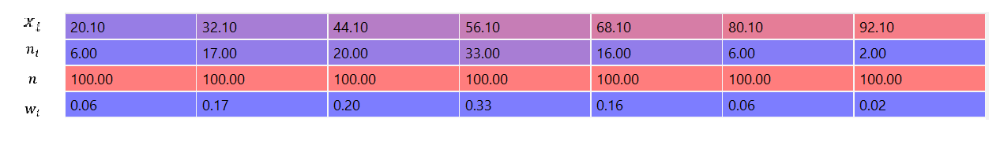 x_i 20.10 32.10 44.10 56.10 68.10 80.10 92.10
n_i 6.00 17.00 20.00 33.00 16.00 6.00 2.00
n 100.00 100.00 100.00 100.00 100.00 100.00 100.00
w_i 0.06 0.17 0.20 0.33 0.16 0.06 0.02